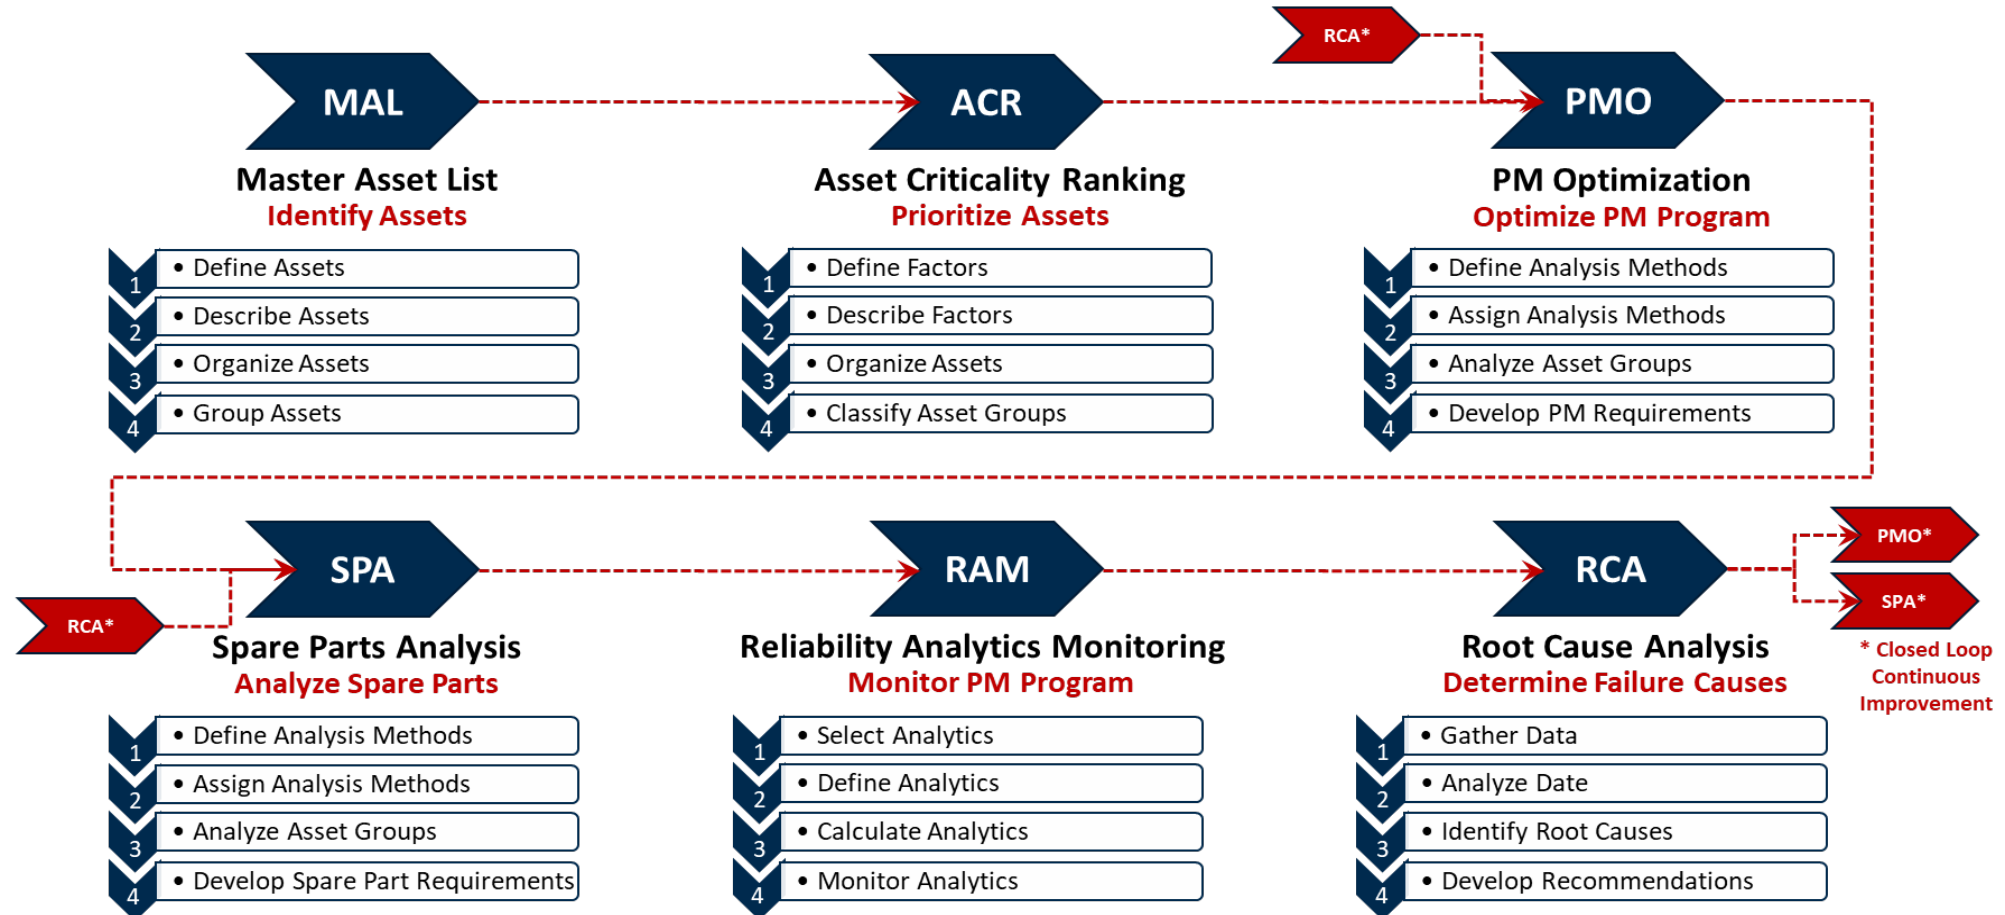 RCA*
MAL
ACR
PMO
Master Asset List
Identify Assets
1 • Define Assets
2 • Describe Assets
3 • Organize Assets
4 • Group Assets
Asset Criticality Ranking
Prioritize Assets
1 • Define Factors
2 • Describe Factors
3 • Organize Assets
4 • Classify Asset Groups
PM Optimization
Optimize PM Program
1 • Define Analysis Methods
2 • Assign Analysis Methods
3 • Analyze Asset Groups
4 • Develop PM Requirements
RCA*
SPA
RAM
RCA
PMO*
SPA*
* Closed Loop
Continuous
Improvement
Spare Parts Analysis
Analyze Spare Parts
1 • Define Analysis Methods
2 • Assign Analysis Methods
3 • Analyze Asset Groups
4 • Develop Spare Part Requirements
Reliability Analytics Monitoring
Monitor PM Program
1 • Select Analytics
2 • Define Analytics
3 • Calculate Analytics
4 • Monitor Analytics
Root Cause Analysis
Determine Failure Causes
1 • Gather Data
2 • Analyze Date
3 • Identify Root Causes
4 • Develop Recommendations